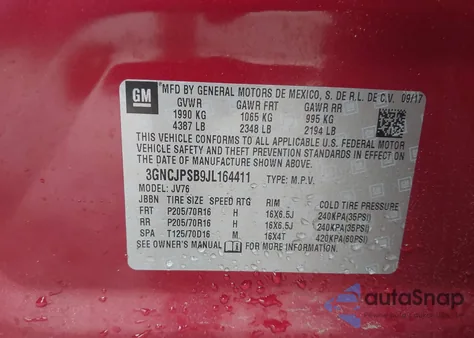 GM
MFD BY GENERAL MOTORS DE MEXICO, S. DE R.L. DE C.V. 09/17
GVWR GAWR FRT GAWR RR
1990 KG 1065 KG 995 KG
4387 LB 2348 LB 2194 LB
THIS VEHICLE CONFORMS TO ALL APPLICABLE U.S. FEDERAL MOTOR
VEHICLE SAFETY AND THEFT PREVENTION STANDARDS IN EFFECT ON THE DATE OF
MANUFACTURE SHOWN ABOVE.
3GNCJPSB9JL164411 TYPE: M.P.V.
MODEL: JV76
JBBN TIRE SIZE SPEED RTG RIM COLD TIRE PRESSURE
FRT P205/70R16 H 16X6.5J 240KPA(35PSI)
RR P205/70R16 H 16X6.5J 240KPA(35PSI)
SPA T125/70D16 M 16X4T 420KPA(60PSI)
SEE OWNER'S MANUAL FOR MORE INFORMATION
autoSnap